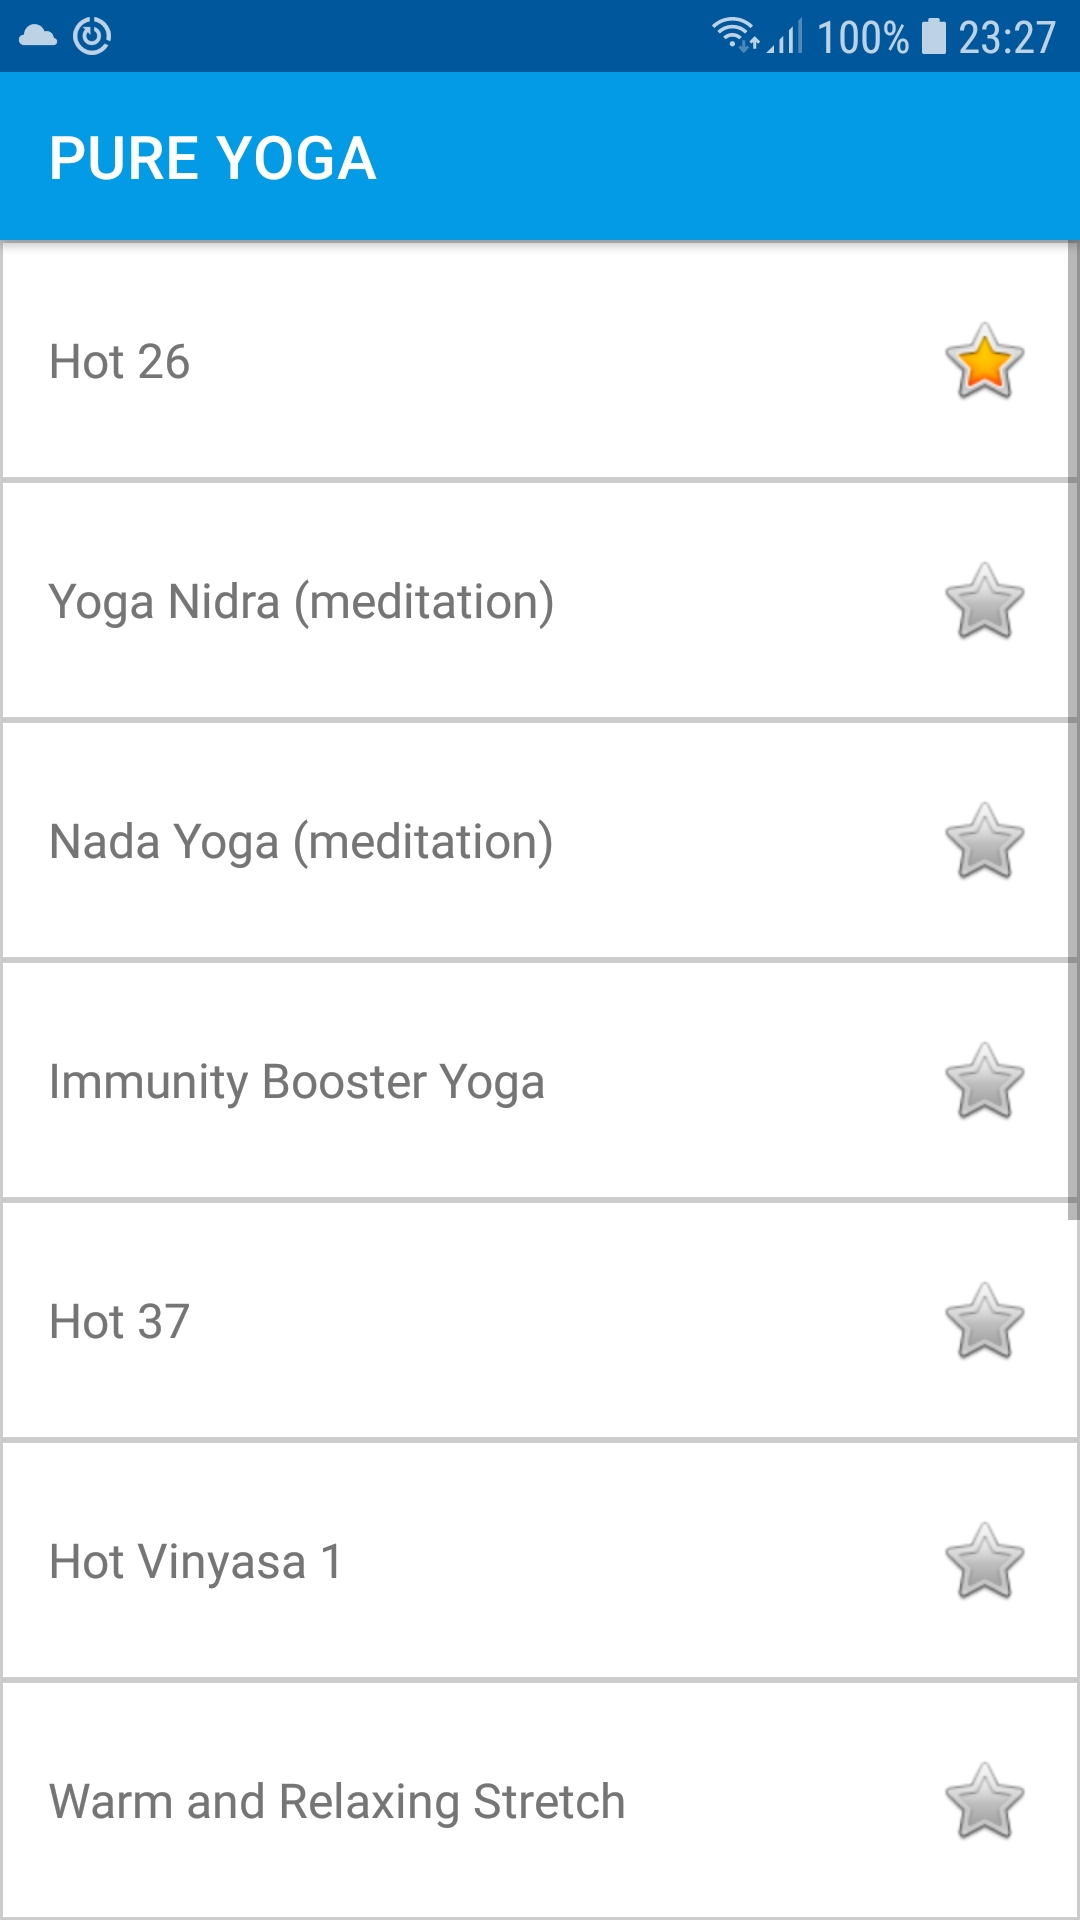 100% 23:27
PURE YOGA
Hot 26
Yoga Nidra (meditation)
Nada Yoga (meditation)
Immunity Booster Yoga
Hot 37
Hot Vinyasa 1
Warm and Relaxing Stretch